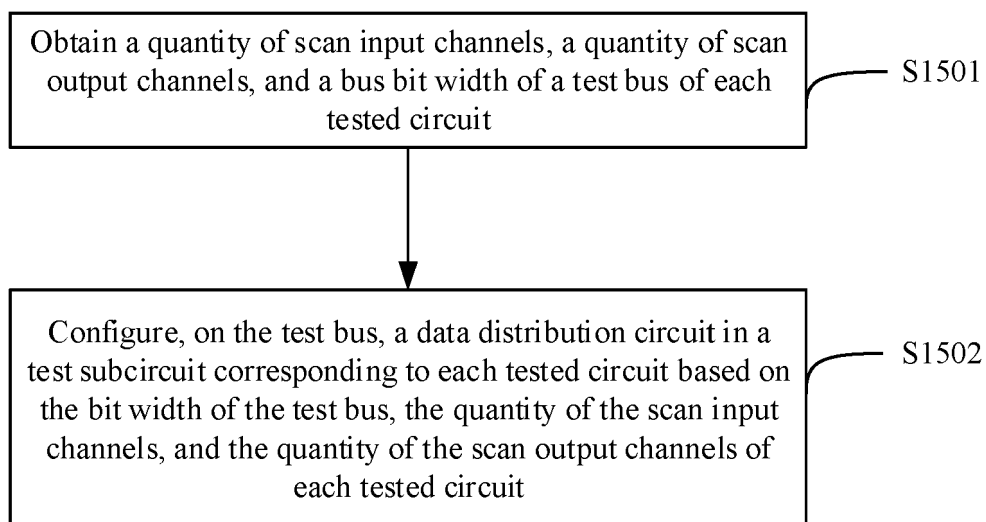 Obtain a quantity of scan input channels, a quantity of scan
output channels, and a bus bit width of a test bus of each
tested circuit
S1501
Configure, on the test bus, a data distribution circuit in a
test subcircuit corresponding to each tested circuit based on
the bit width of the test bus, the quantity of the scan input
channels, and the quantity of the scan output channels of
each tested circuit
S1502